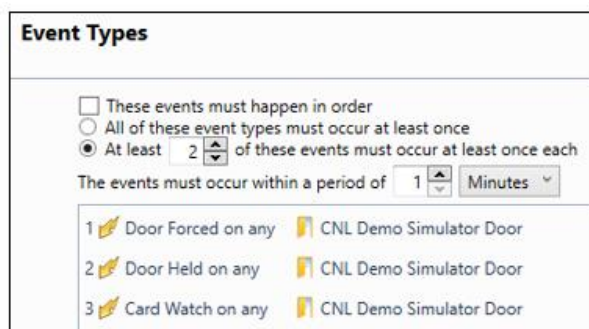 Event Types
These events must happen in order
All of these event types must occur at least once
At least 2 of these events must occur at least once each
The events must occur within a period of 1 Minutes
1 Door Forced on any CNL Demo Simulator Door
2 Door Held on any CNL Demo Simulator Door
3 Card Watch on any CNL Demo Simulator Door